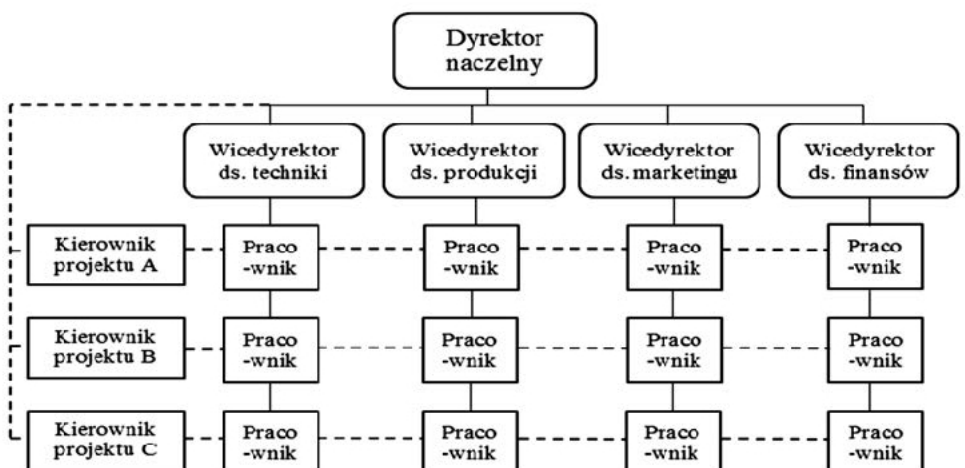 Dyrektor
naczelny
Wicedyrektor
ds. techniki
Wicedyrektor
ds. produkcji
Wicedyrektor
ds.marketingu
Wicedyrektor
ds. finansów
Kierownik
projektu A
Praco
-wnik
Praco
-wnik
Praco
-wnik
Praco
-wnik
Kierownik
projektu B
Praco
-wnik
Praco
-wnik
Praco
-wnik
Praco
-wnik
Kierownik
projektu C
Praco
-wnik
Praco
-wnik
Praco
-wnik
Praco
-wnik